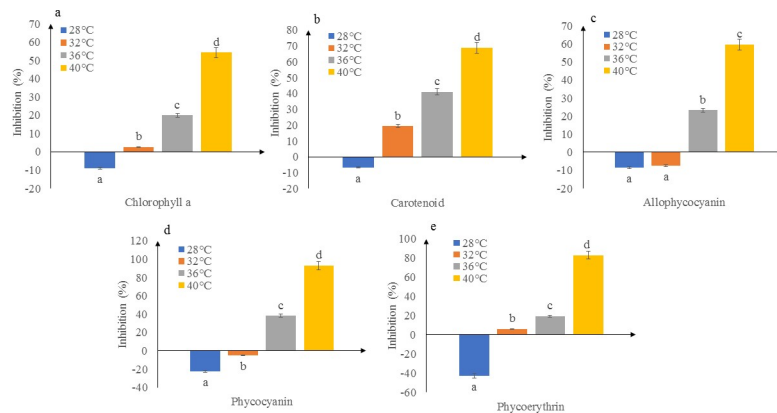 a
70
60
50
40
30
20
10
0
-10
-20
Inhibition (%)
28°C
32°C
36°C
40°C
a
b
c
d
Chlorophyll a
b
80
70
60
50
40
30
20
10
0
-10
-20
Inhibition (%)
28°C
32°C
36°C
40°C
a
b
c
d
Carotenoid
c
70
60
50
40
30
20
10
0
-10
-20
Inhibition (%)
28°C
32°C
36°C
40°C
a
a
b
c
Allophycocyanin
d
120
100
80
60
40
20
0
-20
-40
Inhibition (%)
28°C
32°C
36°C
40°C
a
b
c
d
Phycocyanin
e
100
80
60
40
20
0
-20
-40
-60
Inhibition (%)
28°C
32°C
36°C
40°C
a
b
c
d
Phycoerythrin